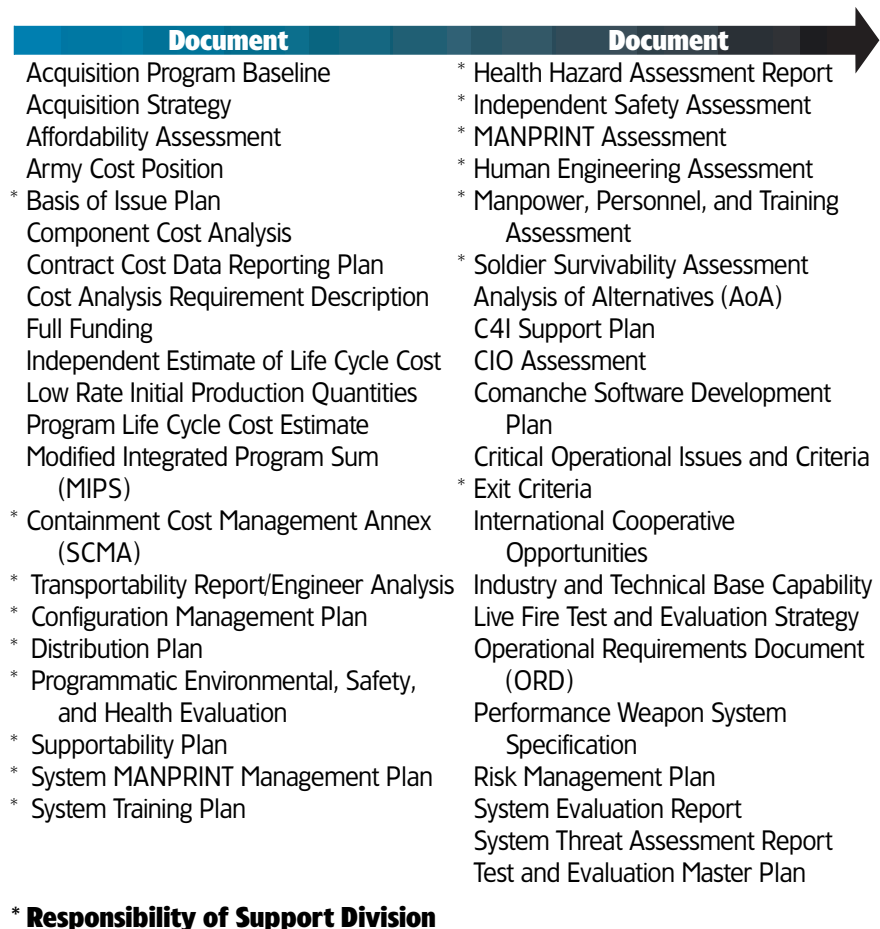 Document
Acquisition Program Baseline
Acquisition Strategy
Affordability Assessment
Army Cost Position
* Basis of Issue Plan
Component Cost Analysis
Contract Cost Data Reporting Plan
Cost Analysis Requirement Description
Full Funding
Independent Estimate of Life Cycle Cost
Low Rate Initial Production Quantities
Program Life Cycle Cost Estimate
Modified Integrated Program Sum
(MIPS)
* Containment Cost Management Annex
(SCMA)
* Transportability Report/Engineer Analysis
* Configuration Management Plan
* Distribution Plan
* Programmatic Environmental, Safety,
and Health Evaluation
* Supportability Plan
* System MANPRINT Management Plan
* System Training Plan
Document
* Health Hazard Assessment Report
* Independent Safety Assessment
* MANPRINT Assessment
* Human Engineering Assessment
* Manpower, Personnel, and Training
Assessment
* Soldier Survivability Assessment
Analysis of Alternatives (AoA)
C4I Support Plan
CIO Assessment
Comanche Software Development
Plan
Critical Operational Issues and Criteria
* Exit Criteria
International Cooperative
Opportunities
Industry and Technical Base Capability
Live Fire Test and Evaluation Strategy
Operational Requirements Document
(ORD)
Performance Weapon System
Specification
Risk Management Plan
System Evaluation Report
System Threat Assessment Report
Test and Evaluation Master Plan
* Responsibility of Support Division